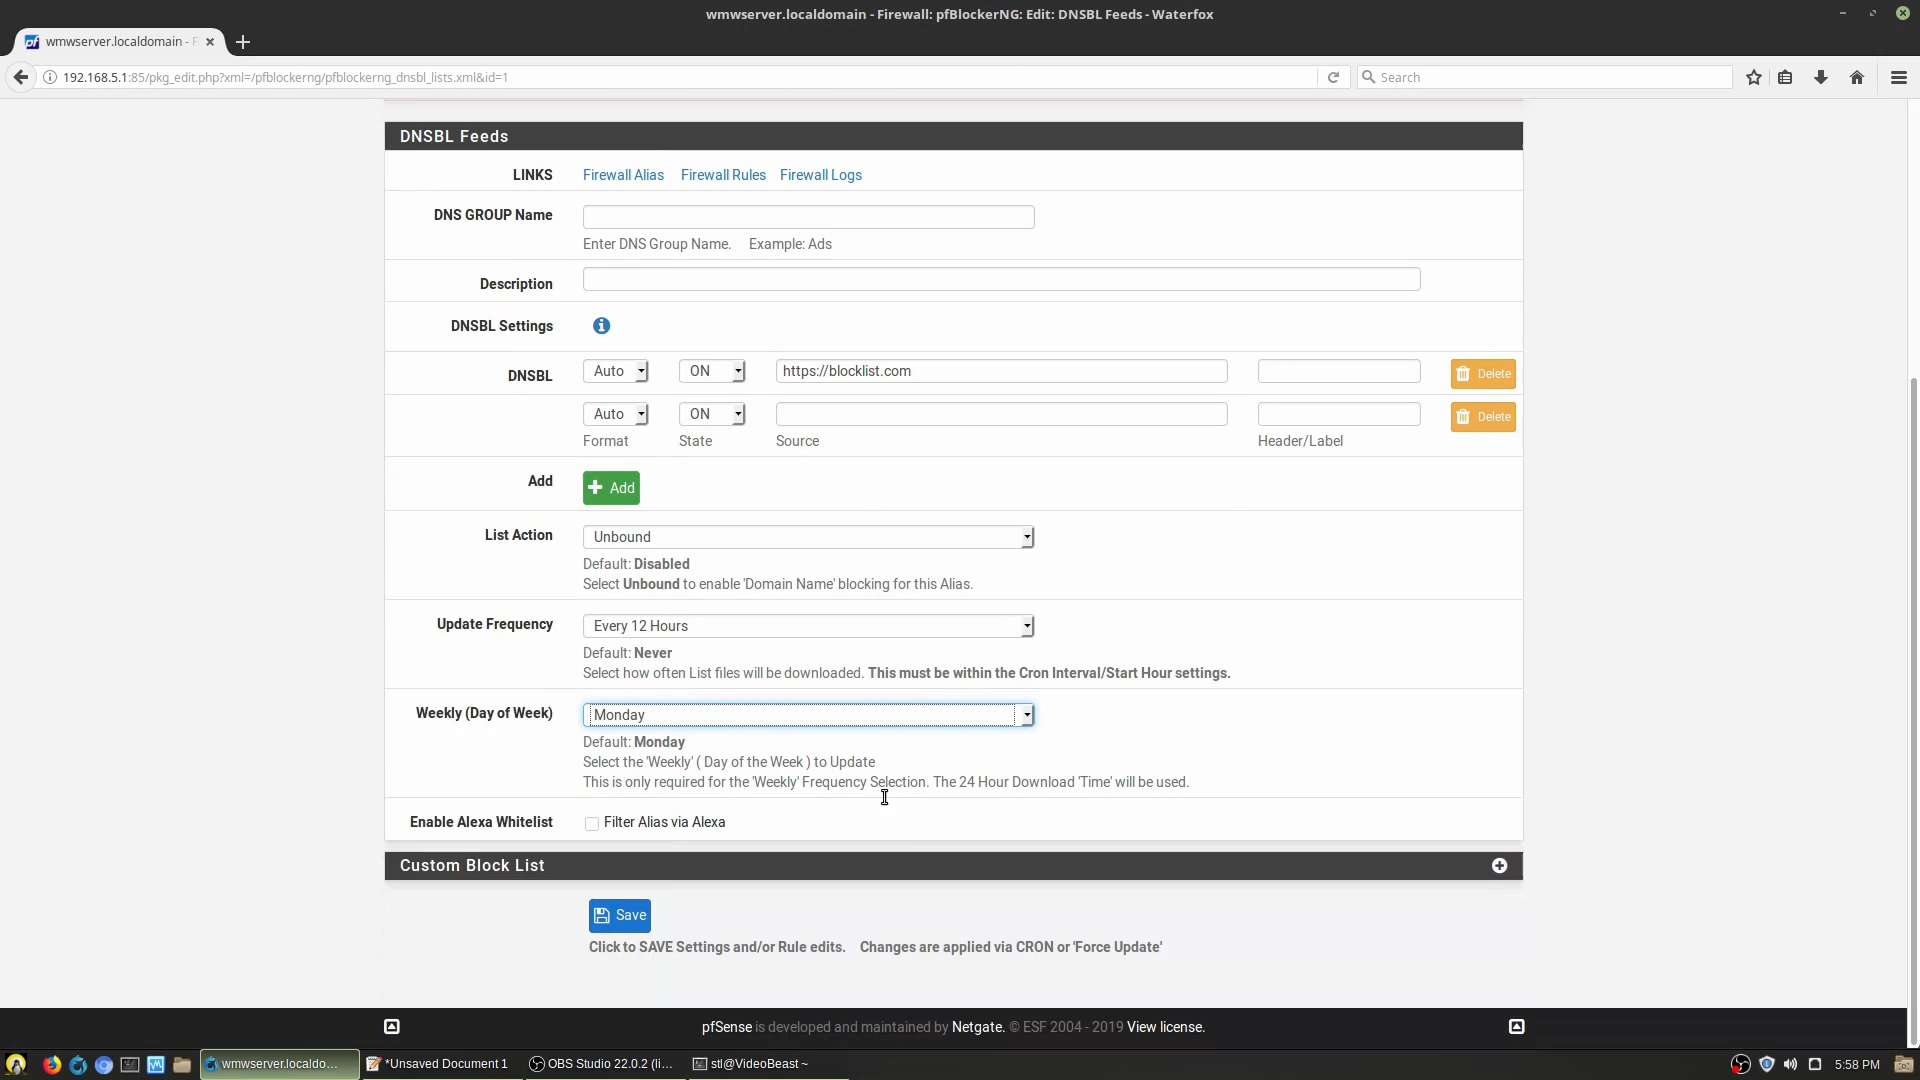 wmwserver.localdomain - Firewall: pfBlockerNG: Edit: DNSBL Feeds - Waterfox
wmwserver.localdomain - F
192.168.5.1:85/pkg_edit.php?xml=/pfblockerng/pfblockerng_dnsbl_lists.xml&id=1
Search
DNSBL Feeds
LINKS Firewall Alias Firewall Rules Firewall Logs
DNS GROUP Name
Enter DNS Group Name. Example: Ads
Description
DNSBL Settings
DNSBL Auto ON https://blocklist.com Delete
Auto ON Delete
Format State Source Header/Label
Add Add
List Action Unbound
Default: Disabled
Select Unbound to enable 'Domain Name' blocking for this Alias.
Update Frequency Every 12 Hours
Default: Never
Select how often List files will be downloaded. This must be within the Cron Interval/Start Hour settings.
Weekly (Day of Week) Monday
Default: Monday
Select the 'Weekly' ( Day of the Week ) to Update
This is only required for the 'Weekly' Frequency Selection. The 24 Hour Download 'Time' will be used.
Enable Alexa Whitelist Filter Alias via Alexa
Custom Block List
Save
Click to SAVE Settings and/or Rule edits. Changes are applied via CRON or 'Force Update'
pfSense is developed and maintained by Netgate. © ESF 2004 - 2019 View license.
wmwserver.localdo... *Unsaved Document 1 OBS Studio 22.0.2 (li... stl@VideoBeast ~ 5:58 PM